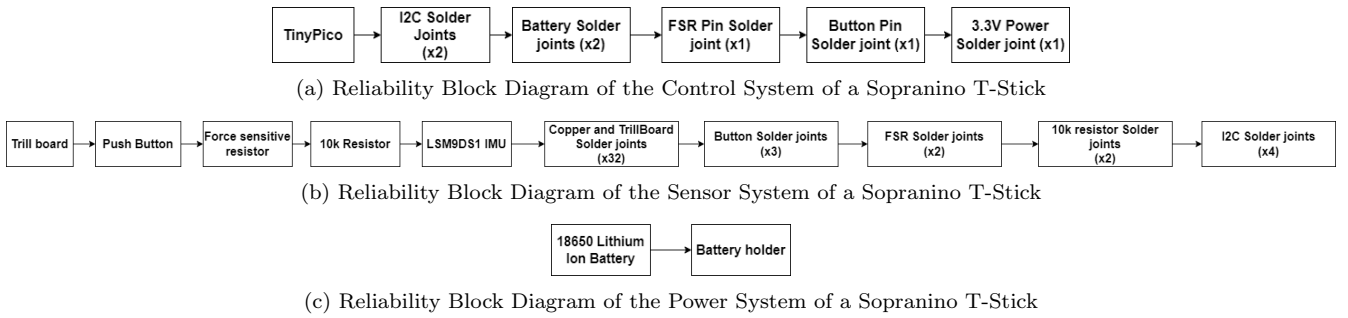 TinyPico
I2C Solder
Joints
(x2)
Battery Solder
joints (x2)
FSR Pin Solder
joint (x1)
Button Pin
Solder joint (x1)
3.3V Power
Solder joint (x1)
(a) Reliability Block Diagram of the Control System of a Sopranino T-Stick
Trill board
Push Button
Force sensitive
resistor
10k Resistor
LSM9DS1 IMU
Copper and TrillBoard
Solder joints
(x32)
Button Solder joints
(x3)
FSR Solder joints
(x2)
10k resistor Solder
joints
(x2)
I2C Solder joints
(x4)
(b) Reliability Block Diagram of the Sensor System of a Sopranino T-Stick
18650 Lithium
Ion Battery
Battery holder
(c) Reliability Block Diagram of the Power System of a Sopranino T-Stick